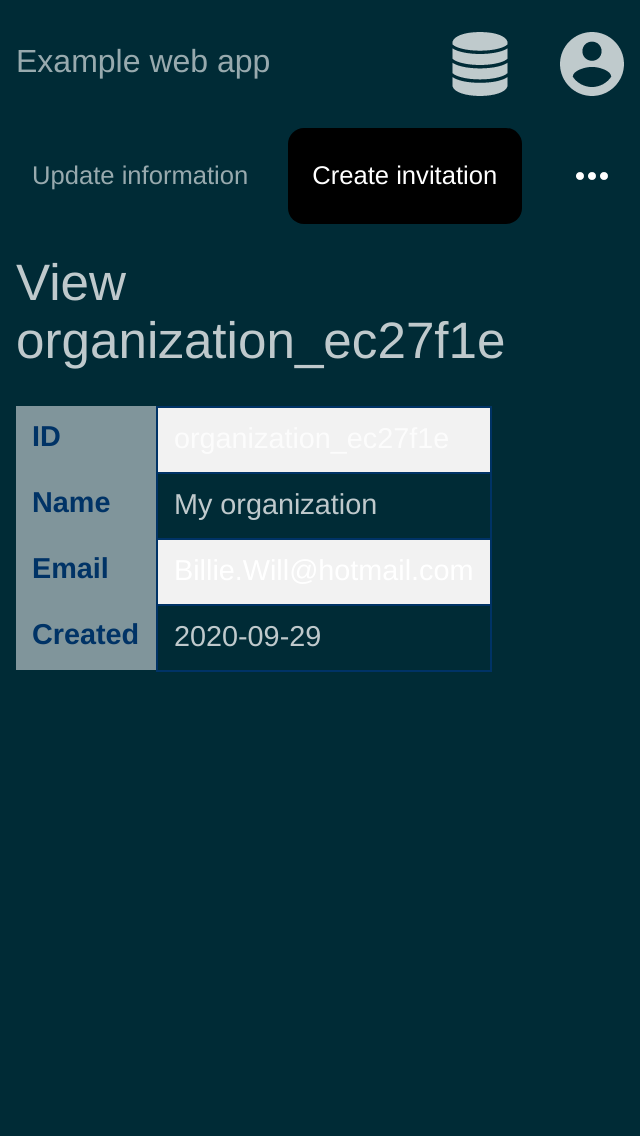 Example web app
Update information
Create invitation
•••
View
organization_ec27f1e
ID organization_ec27f1e
Name My organization
Email Billie.Will@hotmail.com
Created 2020-09-29